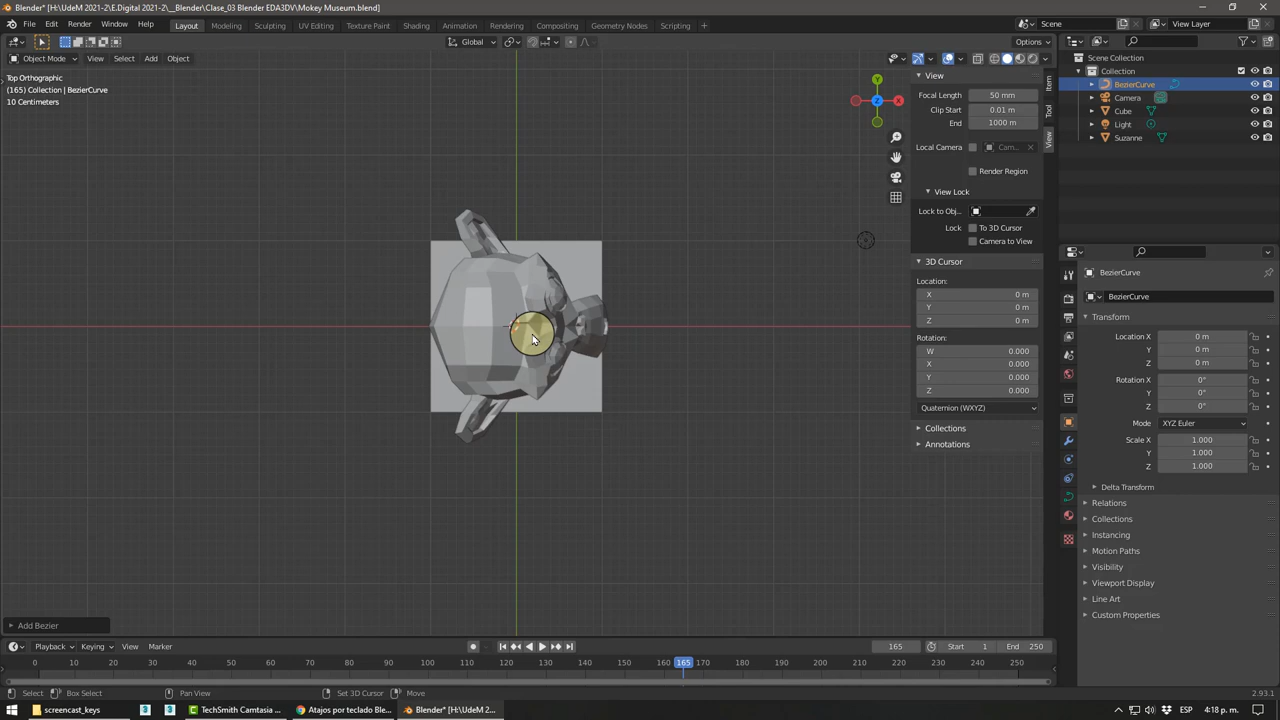 Blender* [H:\UdeM 2021-2\E.Digital 2021-2\__Blender\Clase_03 Blender EDA3DV\Mokey Museum.blend]
File Edit Render Window Help Layout Modeling Sculpting UV Editing Texture Paint Shading Animation Rendering Compositing Geometry Nodes Scripting + Scene View Layer
Global Options
Object Mode View Select Add Object
Top Orthographic
(165) Collection | BezierCurve
10 Centimeters
Y
X
Z
View
Focal Length 50 mm
Clip Start 0.01 m
End 1000 m
Local Camera Cam...
Render Region
View Lock
Lock to Obj...
Lock To 3D Cursor
Camera to View
3D Cursor
Location:
X 0 m
Y 0 m
Z 0 m
Rotation:
W 0.000
X 0.000
Y 0.000
Z 0.000
Quaternion (WXYZ)
Collections
Annotations
Item
Tool
View
Scene Collection
Collection
BezierCurve
Camera
Cube
Light
Suzanne
BezierCurve
BezierCurve
Transform
Location X 0 m
Y 0 m
Z 0 m
Rotation X 0°
Y 0°
Z 0°
Mode XYZ Euler
Scale X 1.000
Y 1.000
Z 1.000
Delta Transform
Relations
Collections
Instancing
Motion Paths
Visibility
Viewport Display
Line Art
Custom Properties
Add Bezier
Playback Keying View Marker 165 Start 1 End 250
0 10 20 30 40 50 60 70 80 90 100 110 120 130 140 150 165 170 180 190 200 210 220 230 240 250
Select Box Select Pan View Set 3D Cursor Move 2.93.1
screencast_keys TechSmith Camtasia ... Atajos por teclado Ble... Blender* [H:\UdeM 2... ESP 4:18 p. m.